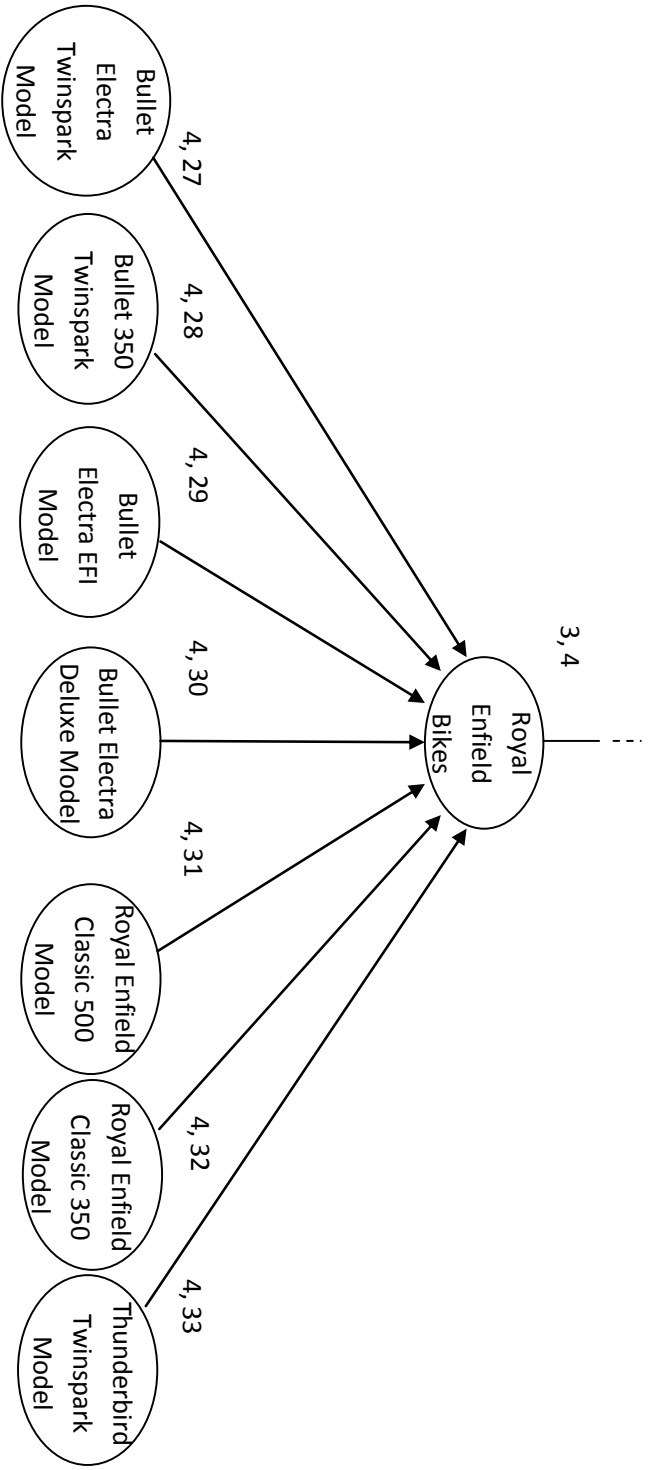 3, 4
Royal
Enfield
Bikes
4, 27
4, 28
4, 29
4, 30
4, 31
4, 32
4, 33
Bullet
Electra
Twinspark
Model
Bullet 350
Twinspark
Model
Bullet
Electra EFI
Model
Bullet Electra
Deluxe Model
Royal Enfield
Classic 500
Model
Royal Enfield
Classic 350
Model
Thunderbird
Twinspark
Model